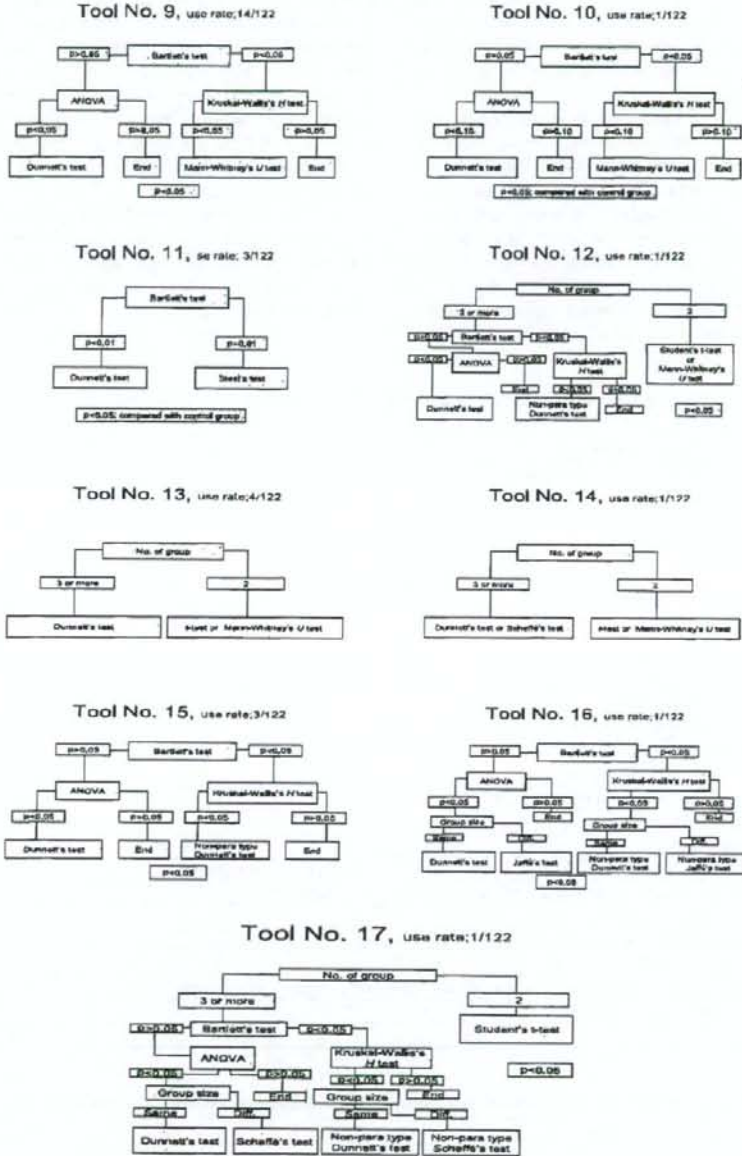 Tool No. 9, use rate;14/122
Bartlett's test
p<0.05
ANOVA
Kruskal-Wallis's H test
p<0.05
p>0.05
p<0.05
p>0.05
Dunnett's test
End
Mann-Whitney's U test
End
p<0.05
Tool No. 10, use rate;1/122
p>0.05
Bartlett's test
p<0.05
ANOVA
Kruskal-Wallis's H test
p<0.10
p>0.10
p<0.10
p>0.10
Dunnett's test
End
Mann-Whitney's U test
End
p<0.05; compared with control group
Tool No. 11, se rate; 3/122
Bartlett's test
p<0.01
Dunnett's test
Steel's test
p<0.05; compared with control group
Tool No. 12, use rate;1/122
No. of group
3 or more
Bartlett's test
p<0.05
ANOVA
Kruskal-Wallis's
H test
Student's t-test
or
Mann-Whitney's
U test
End
p<0.05
Dunnett's test
Non-para type
Dunnett's test
End
p<0.05
Tool No. 13, use rate;4/122
No. of group
3 or more
2
Dunnett's test
or Mann-Whitney's U test
Tool No. 14, use rate;1/122
No. of group
3 or more
Dunnett's test or Scheffé's test
or Mann-Whitney's U test
Tool No. 15, use rate;3/122
p>0.05
Bartlett's test
p<0.05
ANOVA
Kruskal-Wallis's H test
p<0.05
p>0.05
p<0.05
p>0.05
Dunnett's test
End
Non-para type
Dunnett's test
End
p<0.05
Tool No. 16, use rate;1/122
p>0.05
Bartlett's test
p<0.05
ANOVA
Kruskal-Wallis's H test
p<0.05
p>0.05
p<0.05
p>0.05
End
End
Group size
Group size
Same
Diff.
Same
Diff.
Dunnett's test
Jaffé's test
Non-para type
Dunnett's test
Non-para type
Jaffé's test
p<0.05
Tool No. 17, use rate;1/122
No. of group
3 or more
2
p>0.05
Bartlett's test
p<0.05
Student's t-test
ANOVA
Kruskal-Wallis's
H test
p<0.05
p>0.05
p<0.05
p>0.05
p<0.05
Group size
End
Group size
End
Same
Diff.
Same
Diff.
Dunnett's test
Scheffé's test
Non-para type
Dunnett's test
Non-para type
Scheffé's test